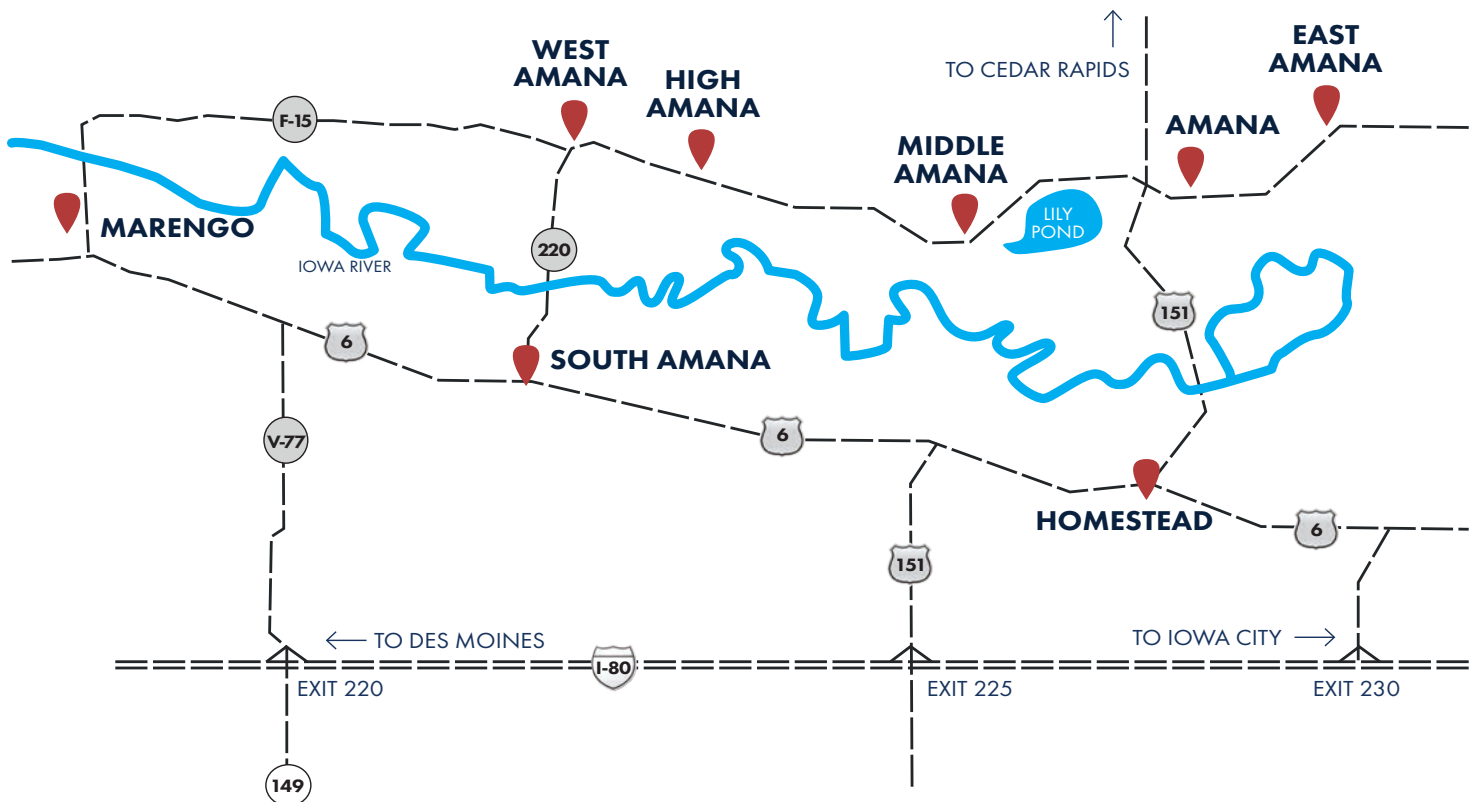 WEST
AMANA
HIGH
AMANA
TO CEDAR RAPIDS
EAST
AMANA
F-15
AMANA
MIDDLE
AMANA
MARENGO
LILY
POND
220
IOWA RIVER
151
6
SOUTH AMANA
V-77
6
HOMESTEAD
6
151
TO DES MOINES
TO IOWA CITY
I-80
EXIT 220
EXIT 225
EXIT 230
149